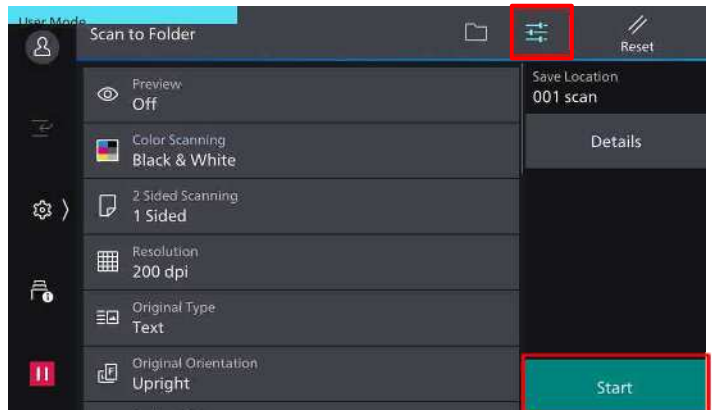 User Mode
Scan to Folder
Reset
Preview
Off
Color Scanning
Black & White
2 Sided Scanning
1 Sided
Resolution
200 dpi
Original Type
Text
Original Orientation
Upright
Save Location
001 scan
Details
Start